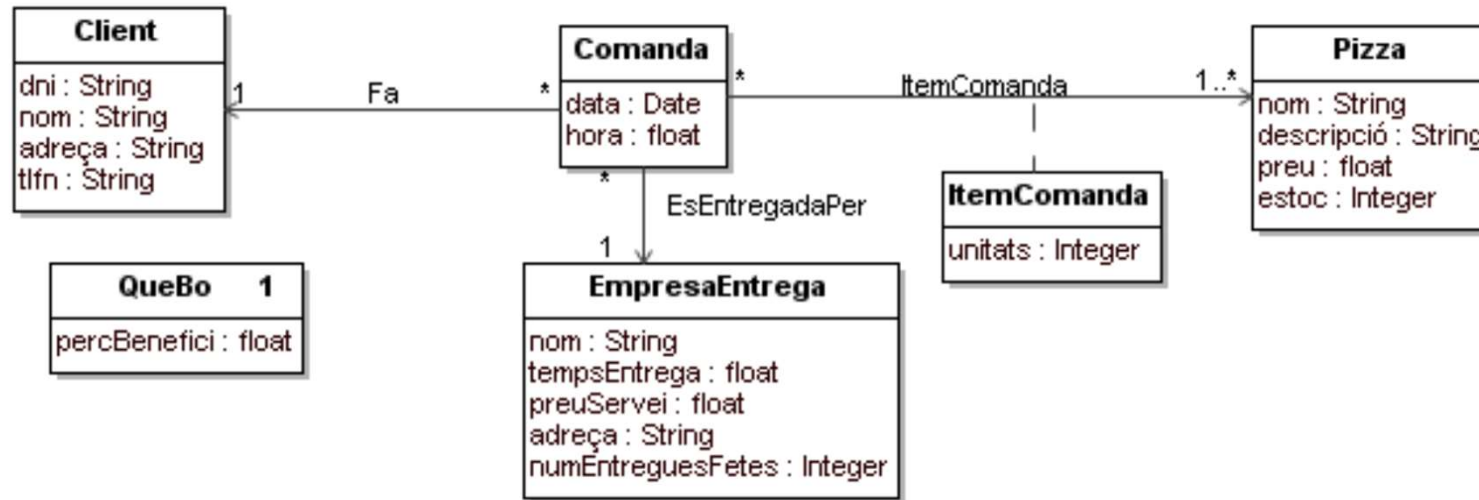 Client
dni : String
nom : String
adreça : String
tlfn : String
1
Fa
*
Comanda
data : Date
hora : float
*
ItemComanda
1..*
Pizza
nom : String
descripció : String
preu : float
estoc : Integer
ItemComanda
unitats : Integer
*
EsEntregadaPer
1
QueBo 1
percBenefici : float
EmpresaEntrega
nom : String
tempsEntrega : float
preuServei : float
adreça : String
numEntreguesFetes : Integer